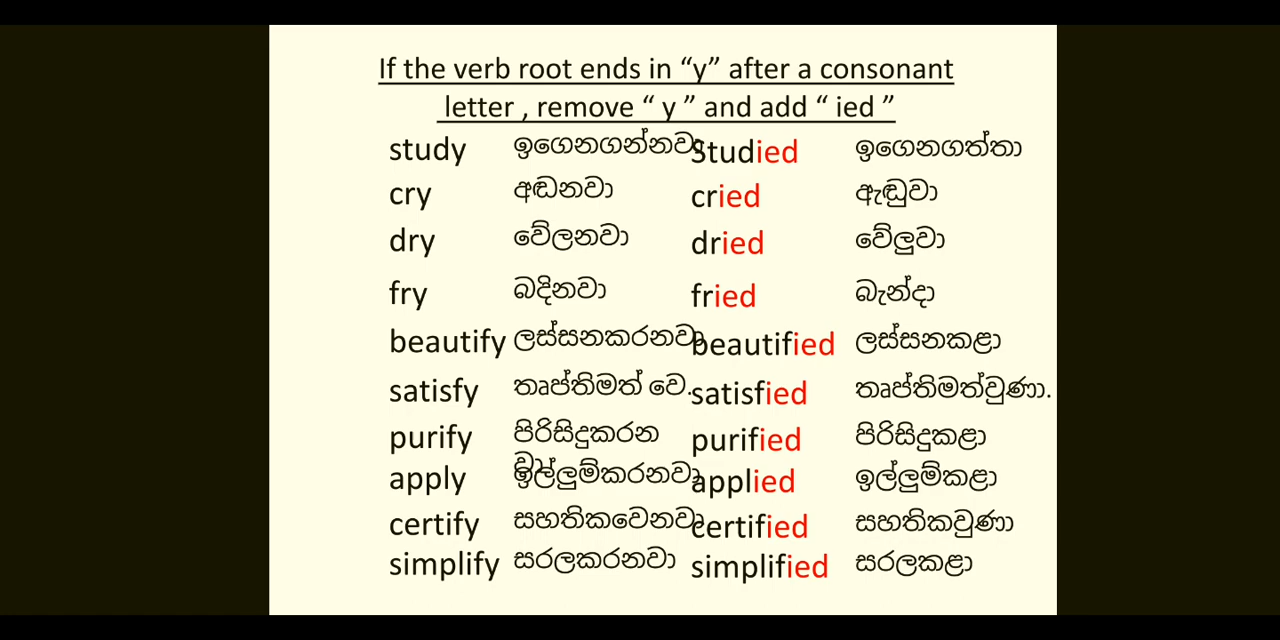 If the verb root ends in “y” after a consonant
letter , remove “ y ” and add “ ied ”
study ඉගෙනගන්නවා studied ඉගෙනගත්තා
cry අඬනවා cried ඇඬුවා
dry වේලනවා dried වේලුවා
fry බදිනවා fried බැන්දා
beautify ලස්සනකරනවා beautified ලස්සනකළා
satisfy තෘප්තිමත් වෙ. satisfied තෘප්තිමත්වුණා.
purify පිරිසිදුකරන purified පිරිසිදුකළා
වා
apply ඉල්ලුම්කරනවා applied ඉල්ලුම්කළා
certify සහතිකවෙනවා certified සහතිකවුණා
simplify සරලකරනවා simplified සරලකළා